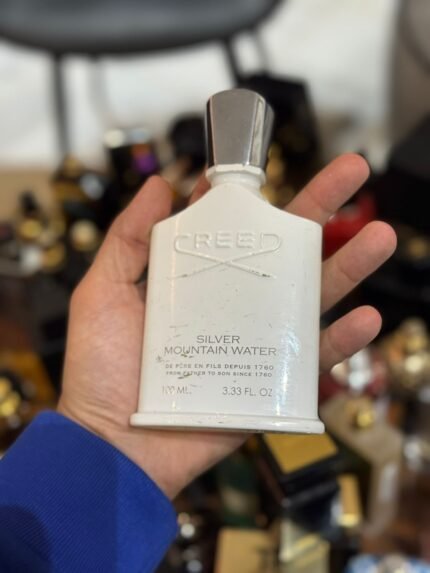 CREED
SILVER
MOUNTAIN WATER
DE PÈRE EN FILS DEPUIS 1760
FROM FATHER TO SON SINCE 1760
100 ML. 3.33 FL. OZ